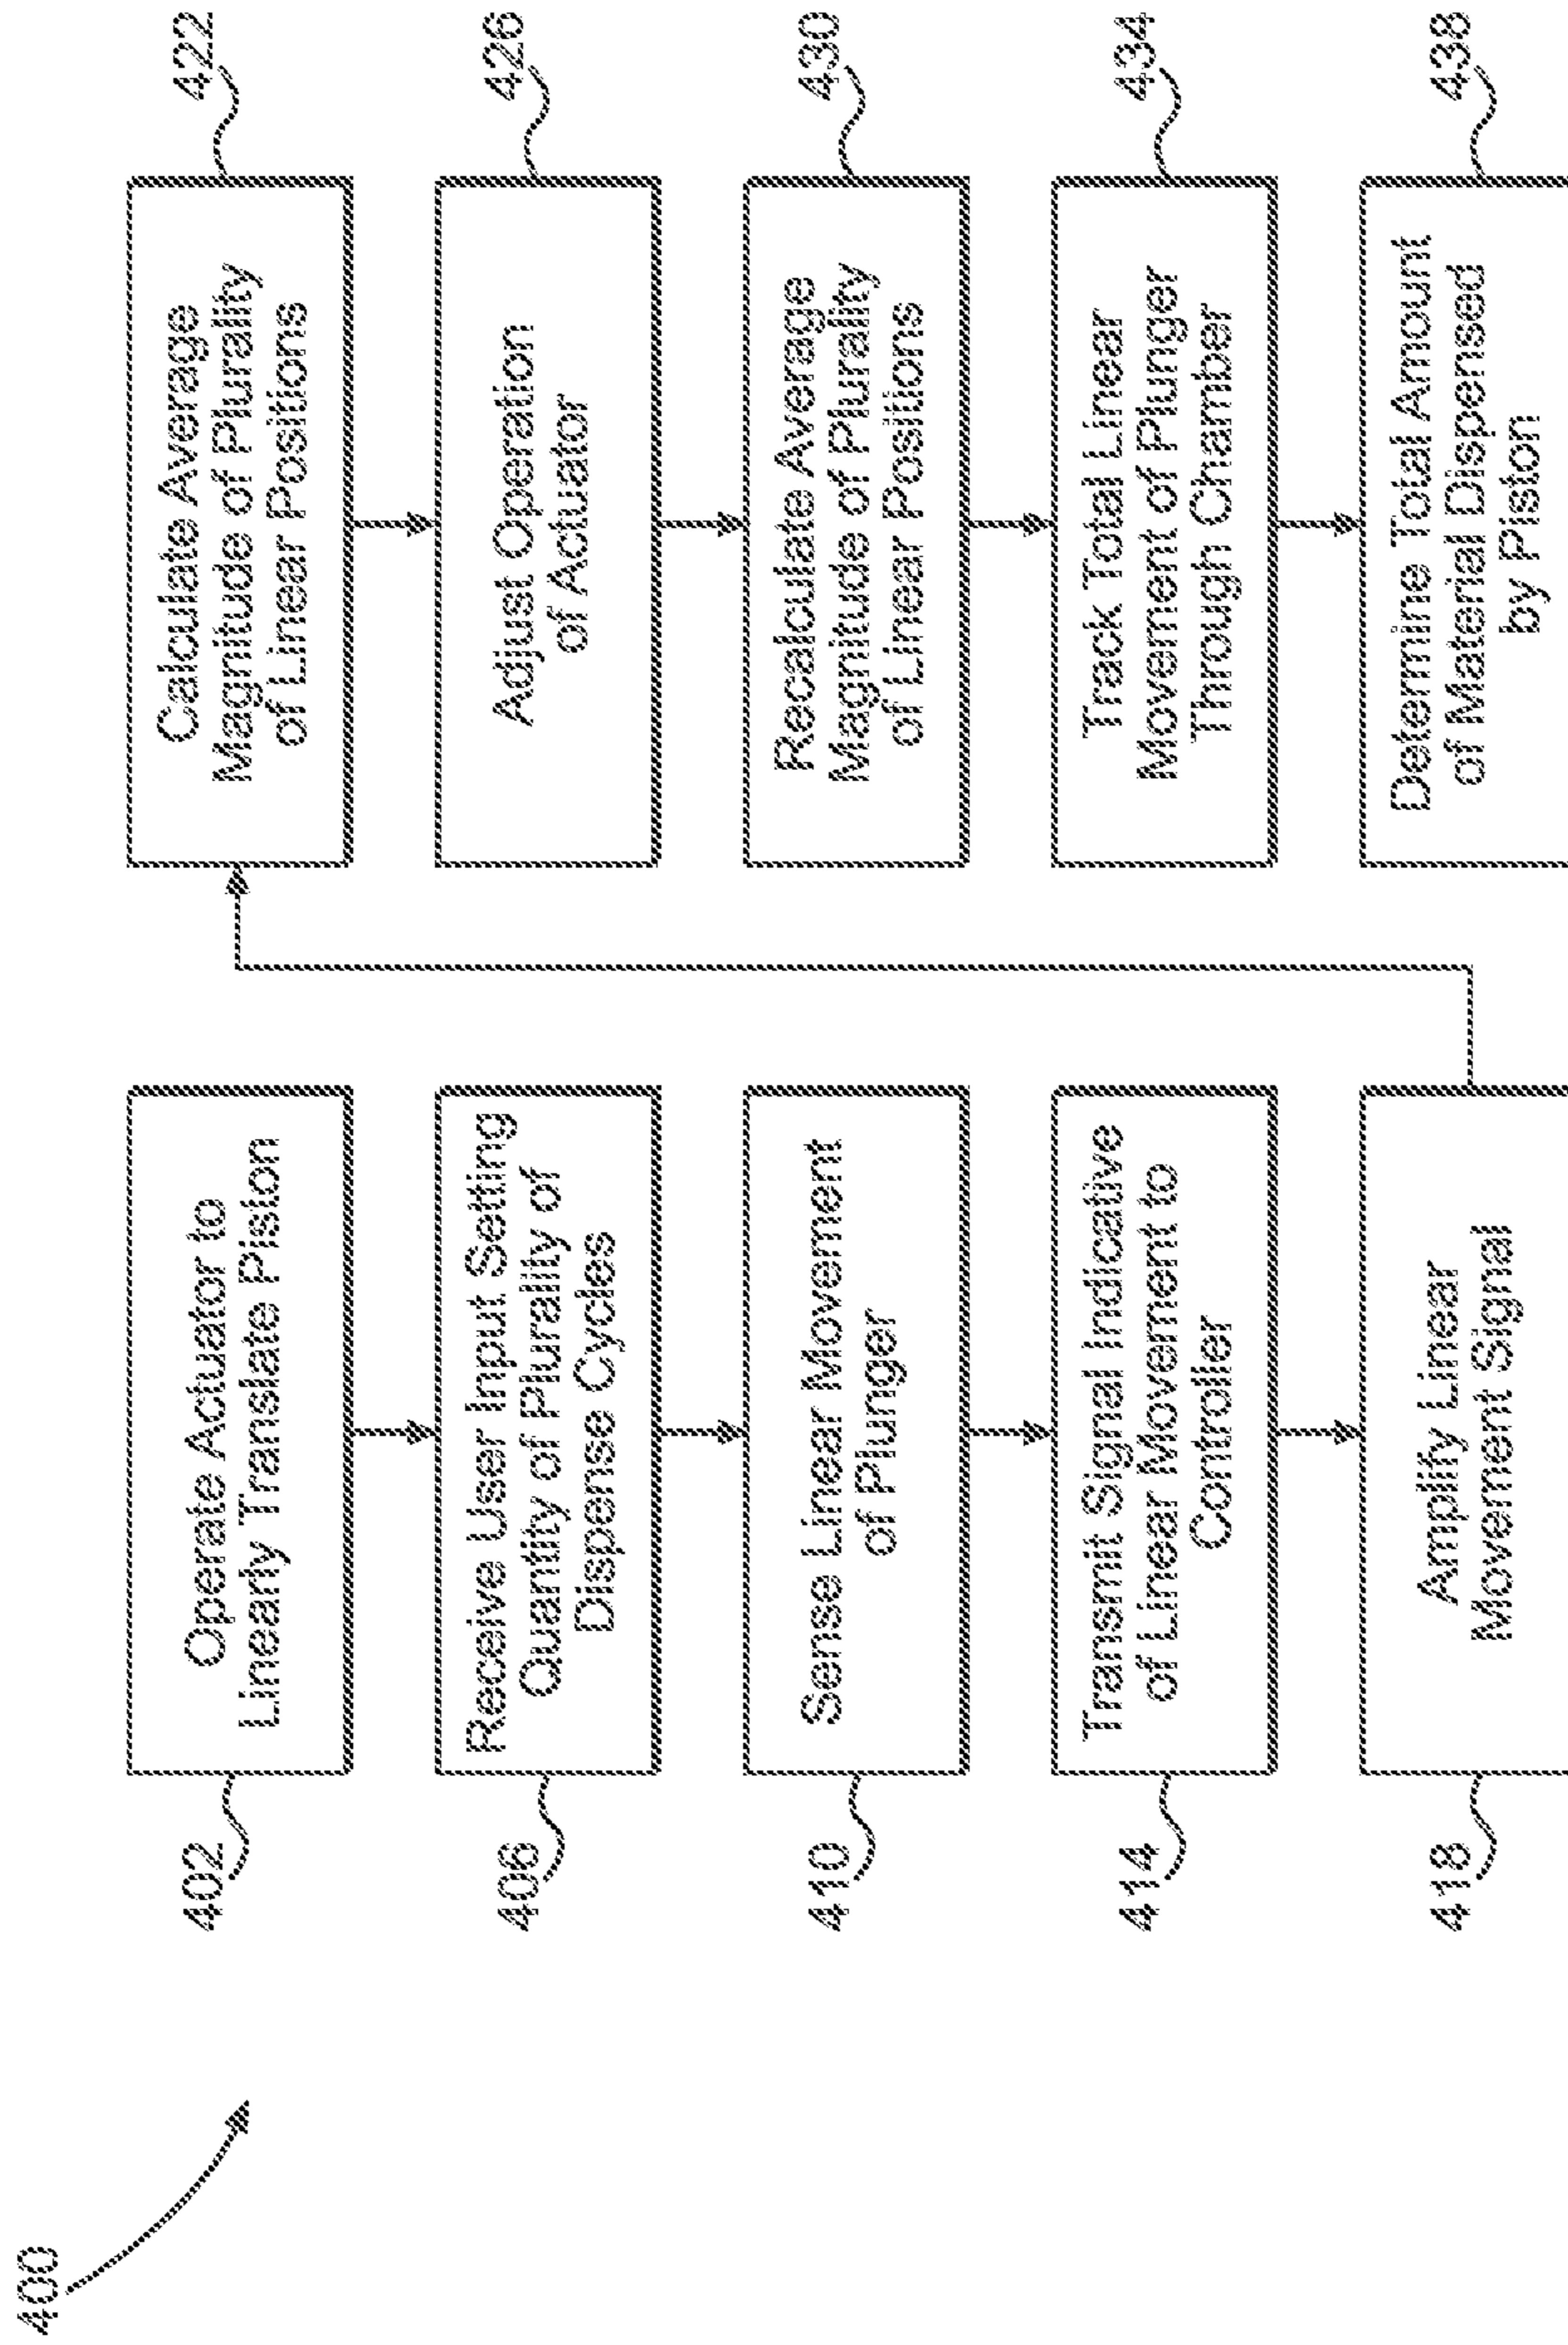 400
402
Operate Actuator to
Linearly Translate Piston
406
Receive User Input Setting
Quantity of Plurality of
Dispense Cycles
410
Sense Linear Movement
of Plunger
414
Transmit Signal Indicative
of Linear Movement to
Controller
418
Amplify Linear
Movement Signal
422
Calculate Average
Magnitude of Plurality
of Linear Positions
426
Adjust Operation
of Actuator
430
Recalculate Average
Magnitude of Plurality
of Linear Positions
434
Track Total Linear
Movement of Plunger
Through Chamber
438
Determine Total Amount
of Material Dispensed
by Piston